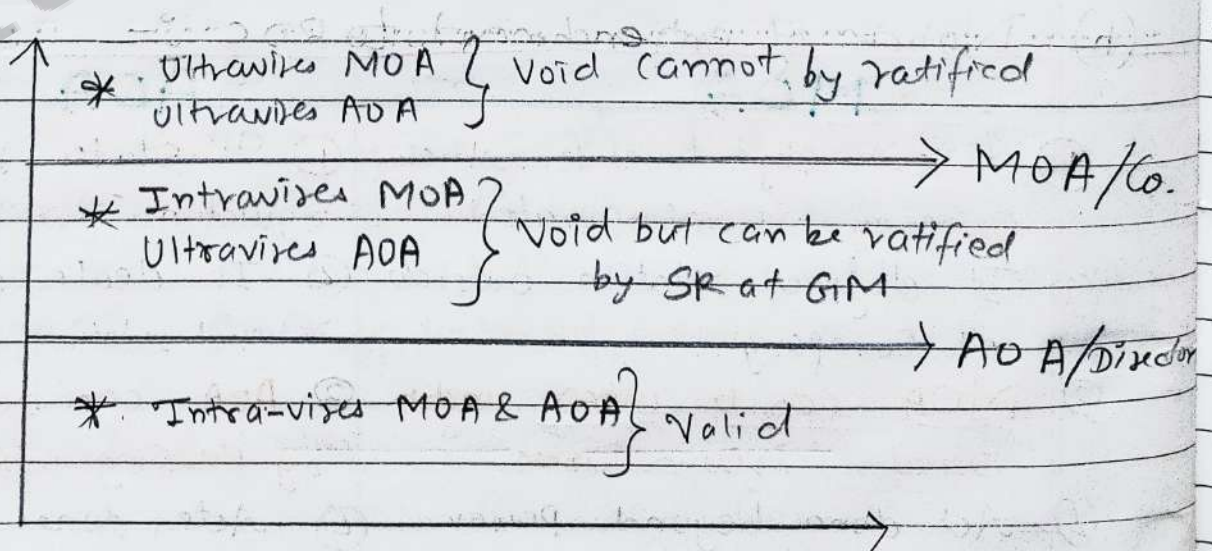 * Ultravires MOA } Void cannot by ratified
Ultravires AOA
→ MOA/Co.
* Intravires MOA } Void but can be ratified
Ultravires AOA by SR at GM
→ AOA/Director
* Intra-vires MOA & AOA } Valid